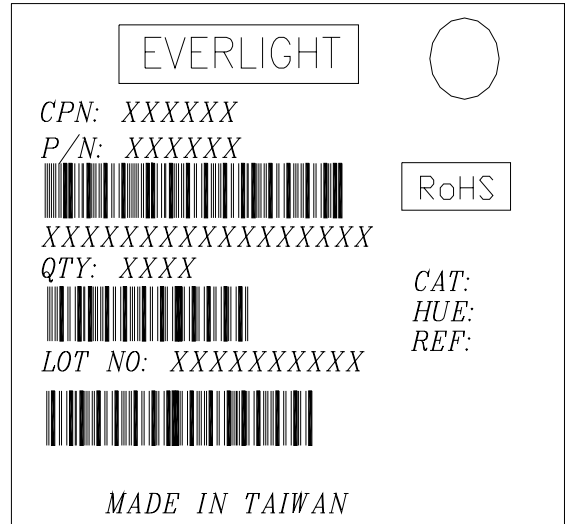 EVERLIGHT
CPN: XXXXXX
P/N: XXXXXX
RoHS
XXXXXXXXXXXXXXXXX
QTY: XXXX
CAT:
HUE:
REF:
LOT NO: XXXXXXXXXX
MADE IN TAIWAN